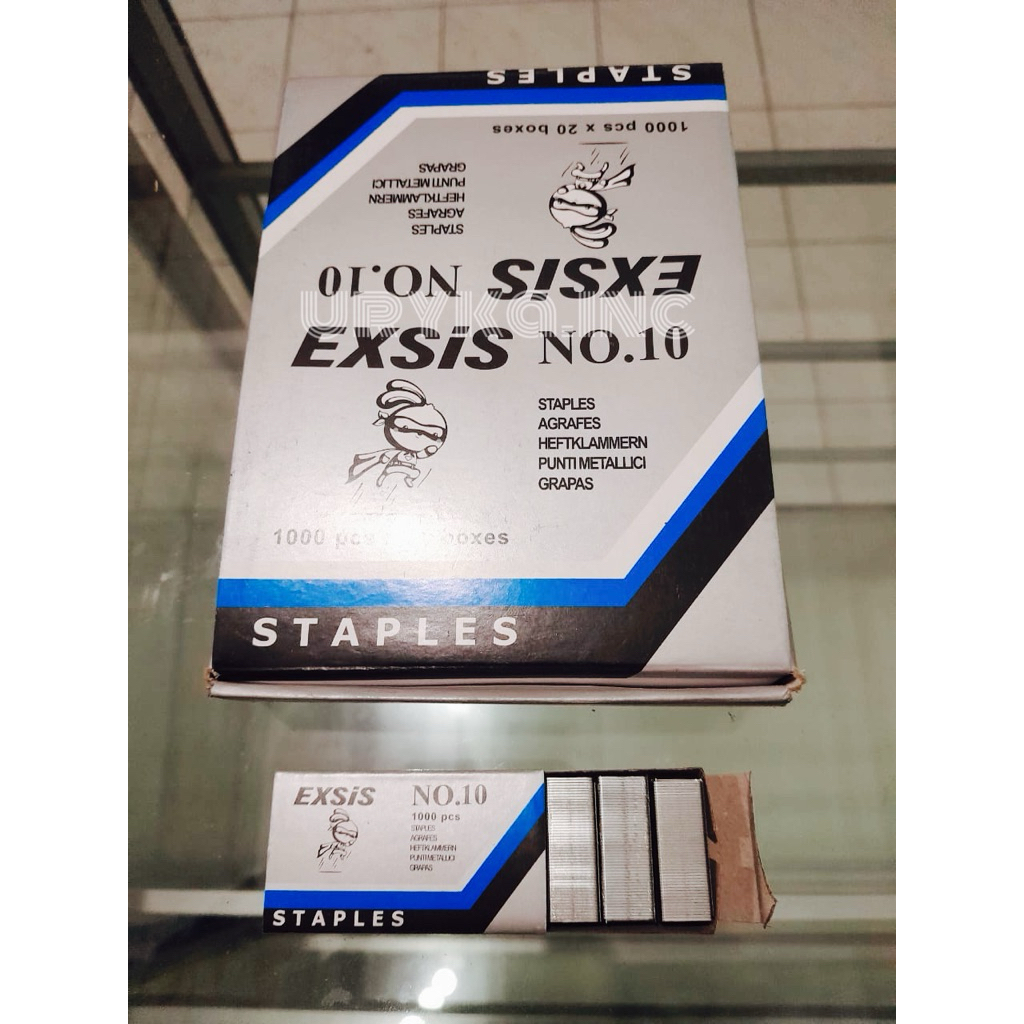 STAPLES
1000 pcs x 20 boxes
STAPLES
AGRAFES
HEFTKLAMMERN
PUNTI METALLICI
GRAPAS
EXSiS NO.10
UPYKA.INC
EXSiS NO.10
STAPLES
AGRAFES
HEFTKLAMMERN
PUNTI METALLICI
GRAPAS
1000 pcs boxes
STAPLES
EXSiS NO.10
1000 pcs
STAPLES
AGRAFES
HEFTKLAMMERN
PUNTI METALLICI
GRAPAS
STAPLES